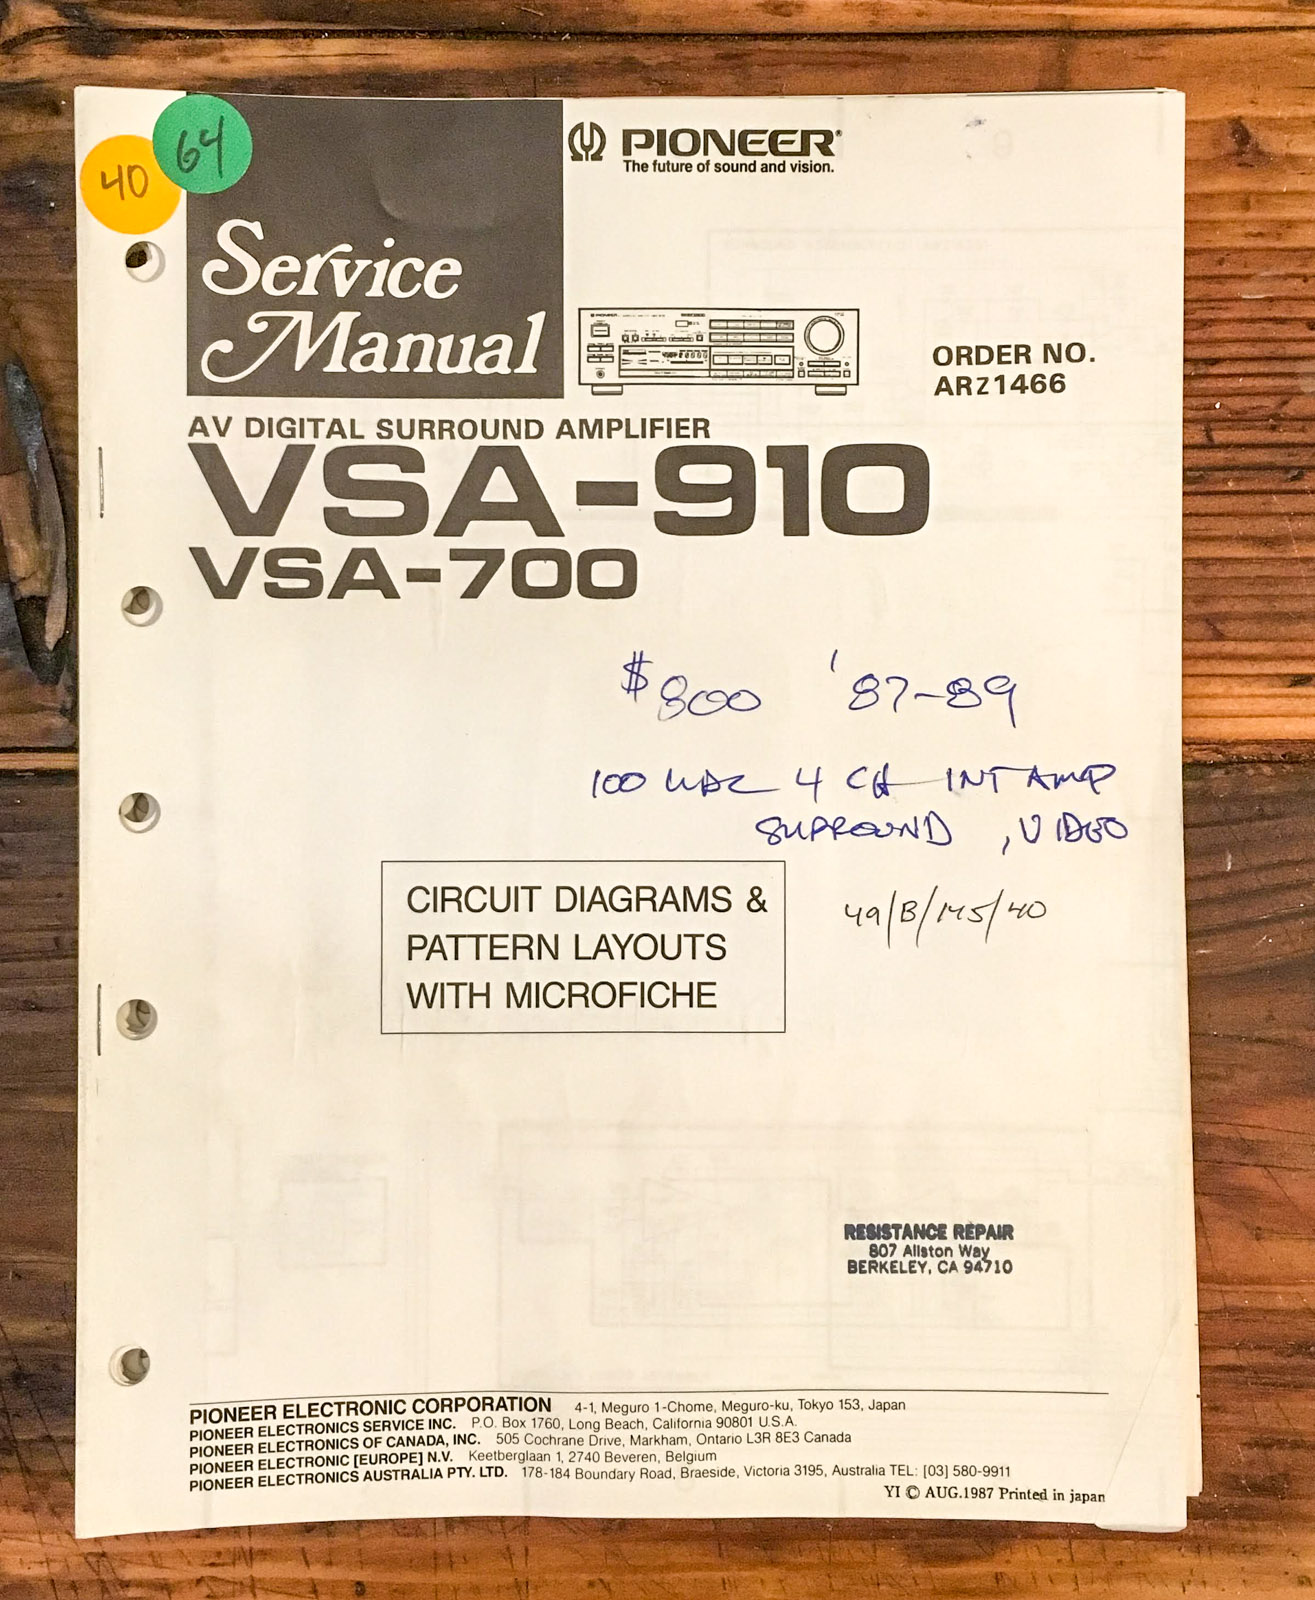 40
64
PIONEER®
The future of sound and vision.
Service
Manual
PIONEER
ORDER NO.
ARZ1466
AV DIGITAL SURROUND AMPLIFIER
VSA-910
VSA-700
$800 '87-89
100 4 CH INT AMP
SURROUND, VIDEO
CIRCUIT DIAGRAMS &
PATTERN LAYOUTS
WITH MICROFICHE
49/B/145/40
RESISTANCE REPAIR
807 Allston Way
BERKELEY, CA 94710
PIONEER ELECTRONIC CORPORATION 4-1, Meguro 1-Chome, Meguro-ku, Tokyo 153, Japan
PIONEER ELECTRONICS SERVICE INC. P.O. Box 1760, Long Beach, California 90801 U.S.A.
PIONEER ELECTRONICS OF CANADA, INC. 505 Cochrane Drive, Markham, Ontario L3R 8E3 Canada
PIONEER ELECTRONIC [EUROPE] N.V. Keetberglaan 1, 2740 Beveren, Belgium
PIONEER ELECTRONICS AUSTRALIA PTY. LTD. 178-184 Boundary Road, Braeside, Victoria 3195, Australia TEL: [03] 580-9911
YI © AUG.1987 Printed in japan